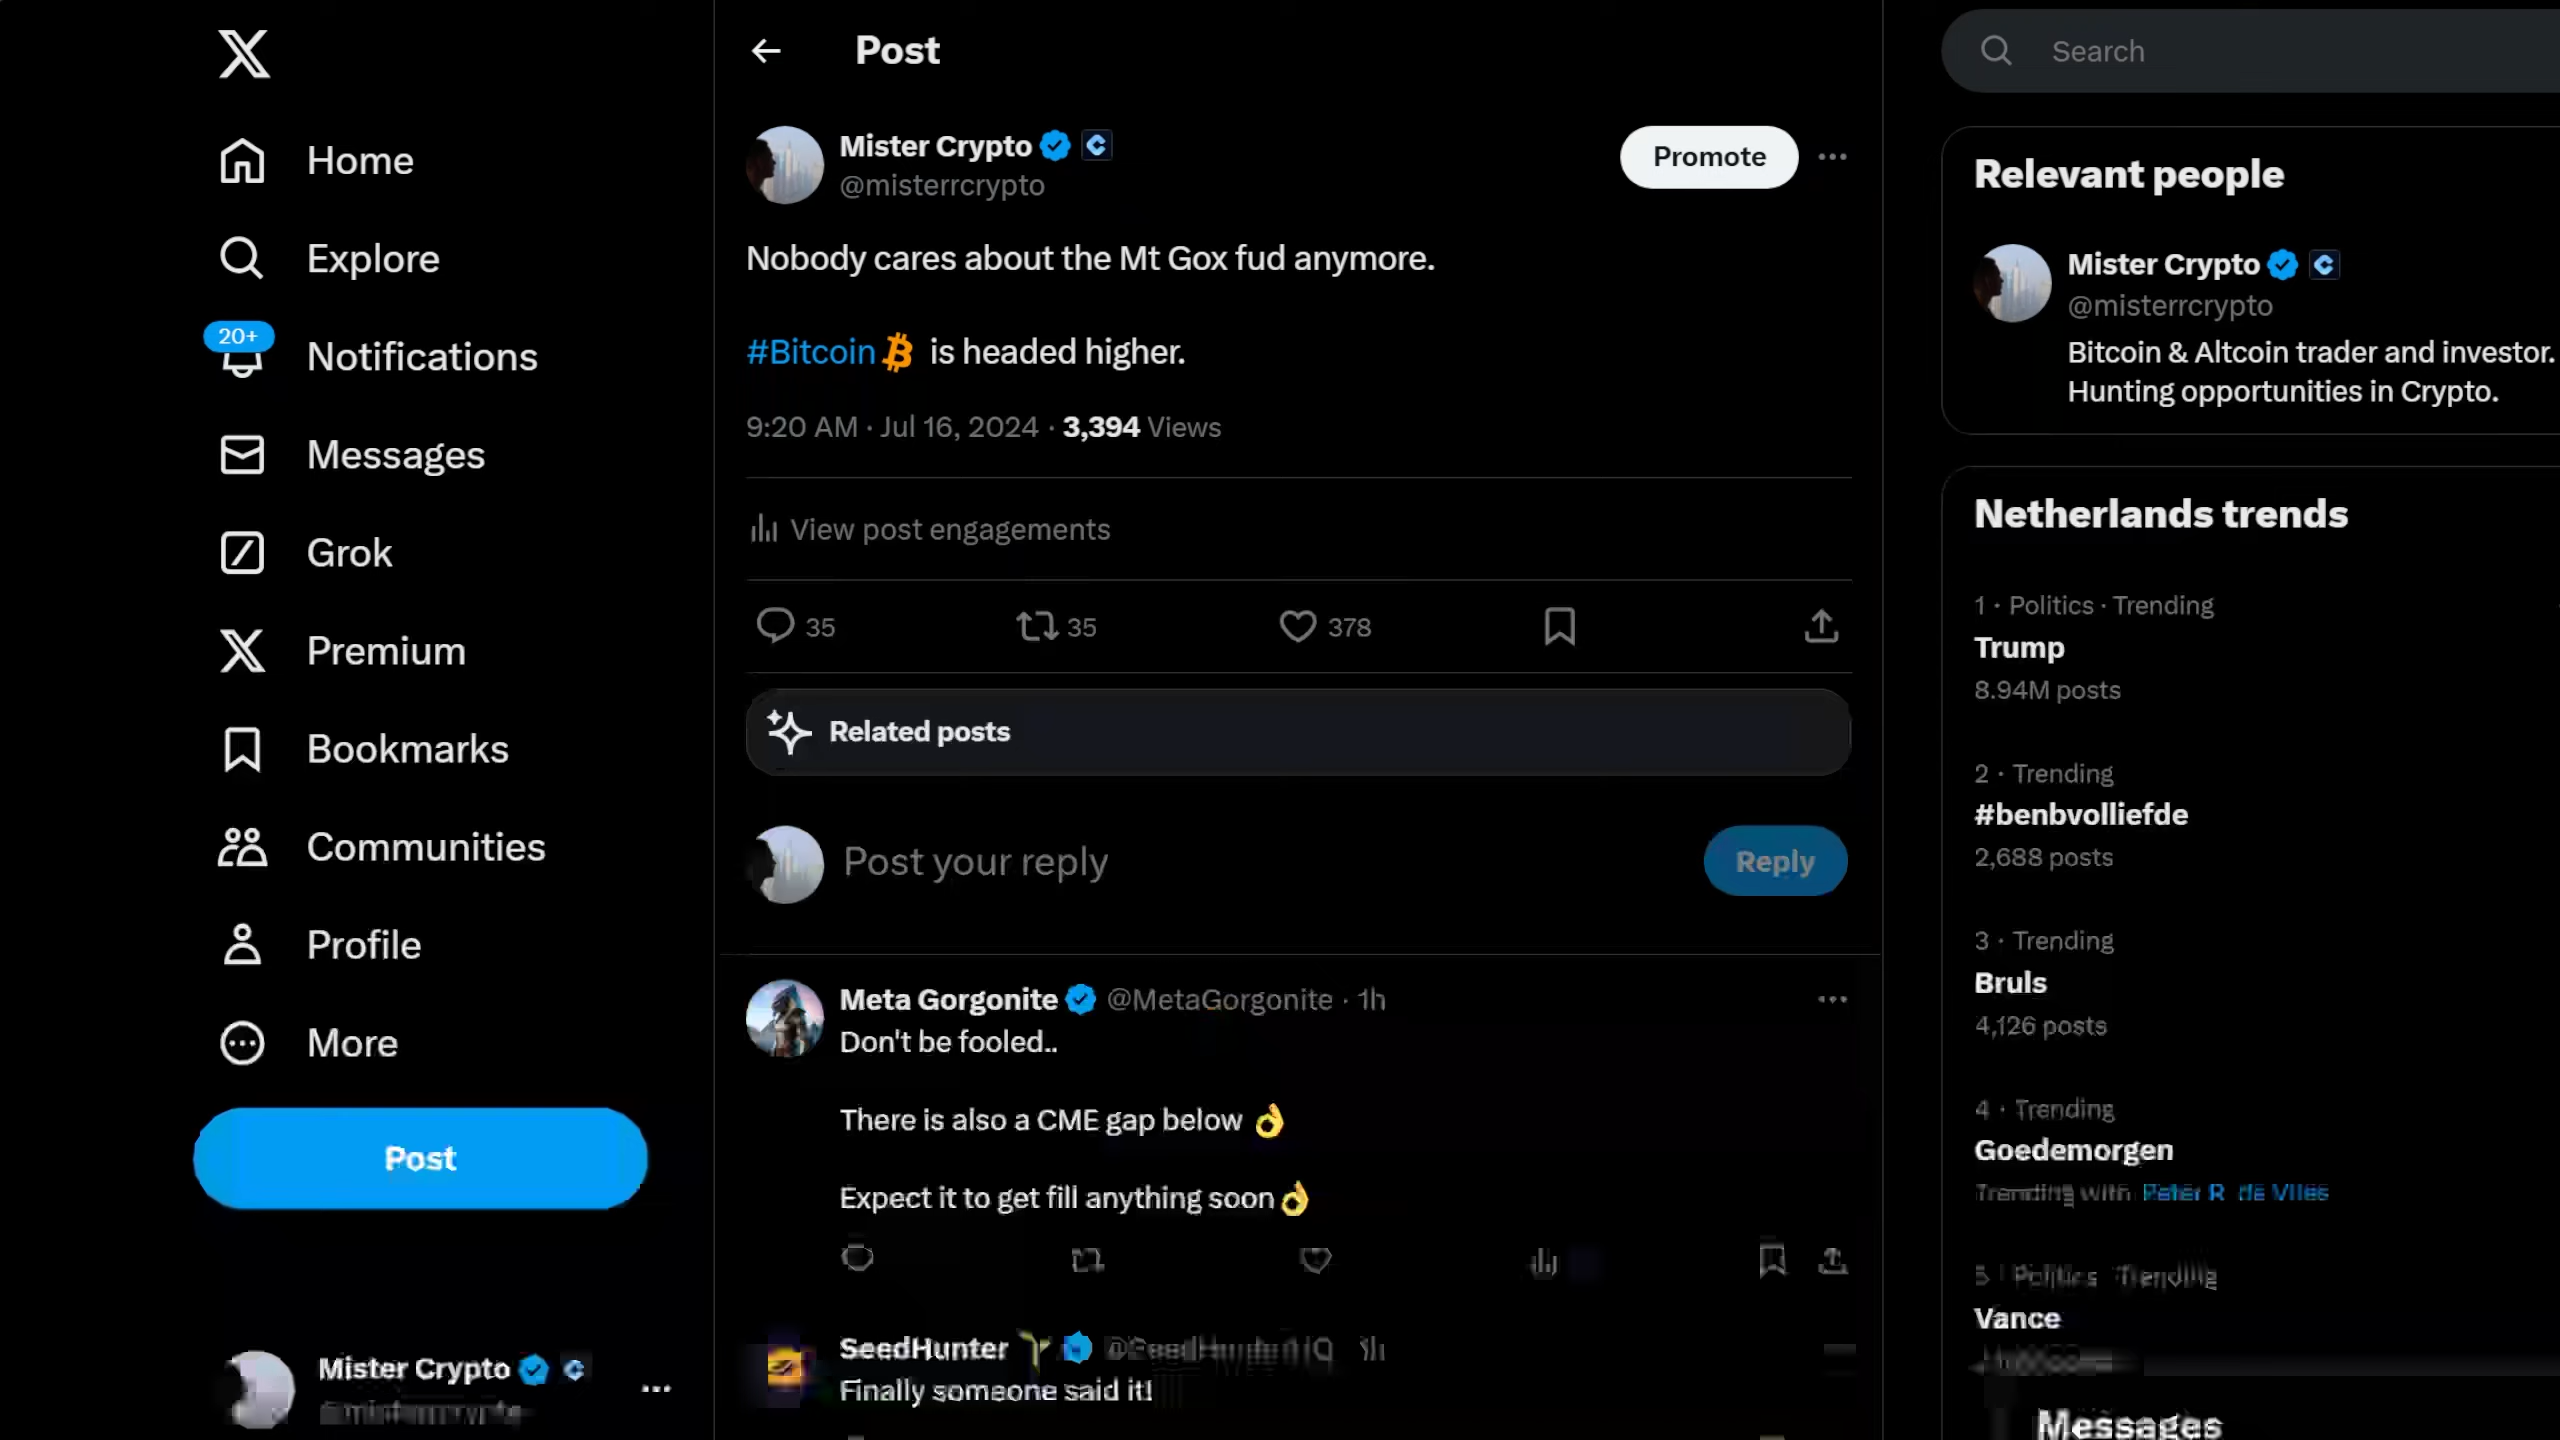 Home
Explore
20+
Notifications
Messages
Grok
Premium
Bookmarks
Communities
Profile
More
Post
Mister Crypto
Post
Mister Crypto
@misterrcrypto
Promote
Nobody cares about the Mt Gox fud anymore.
#Bitcoin is headed higher.
9:20 AM · Jul 16, 2024 · 3,394 Views
View post engagements
35 35 378
Related posts
Post your reply
Reply
Meta Gorgonite @MetaGorgonite · 1h
Don't be fooled..
There is also a CME gap below 👌
Expect it to get fill anything soon👌
SeedHunter
Finally someone said it!
Search
Relevant people
Mister Crypto
@misterrcrypto
Bitcoin & Altcoin trader and investor.
Hunting opportunities in Crypto.
Netherlands trends
1 · Politics · Trending
Trump
8.94M posts
2 · Trending
#benbvolliefde
2,688 posts
3 · Trending
Bruls
4,126 posts
4 · Trending
Goedemorgen
Trending with Peter R. de Vries
5 · Politics · Trending
Vance
Messages